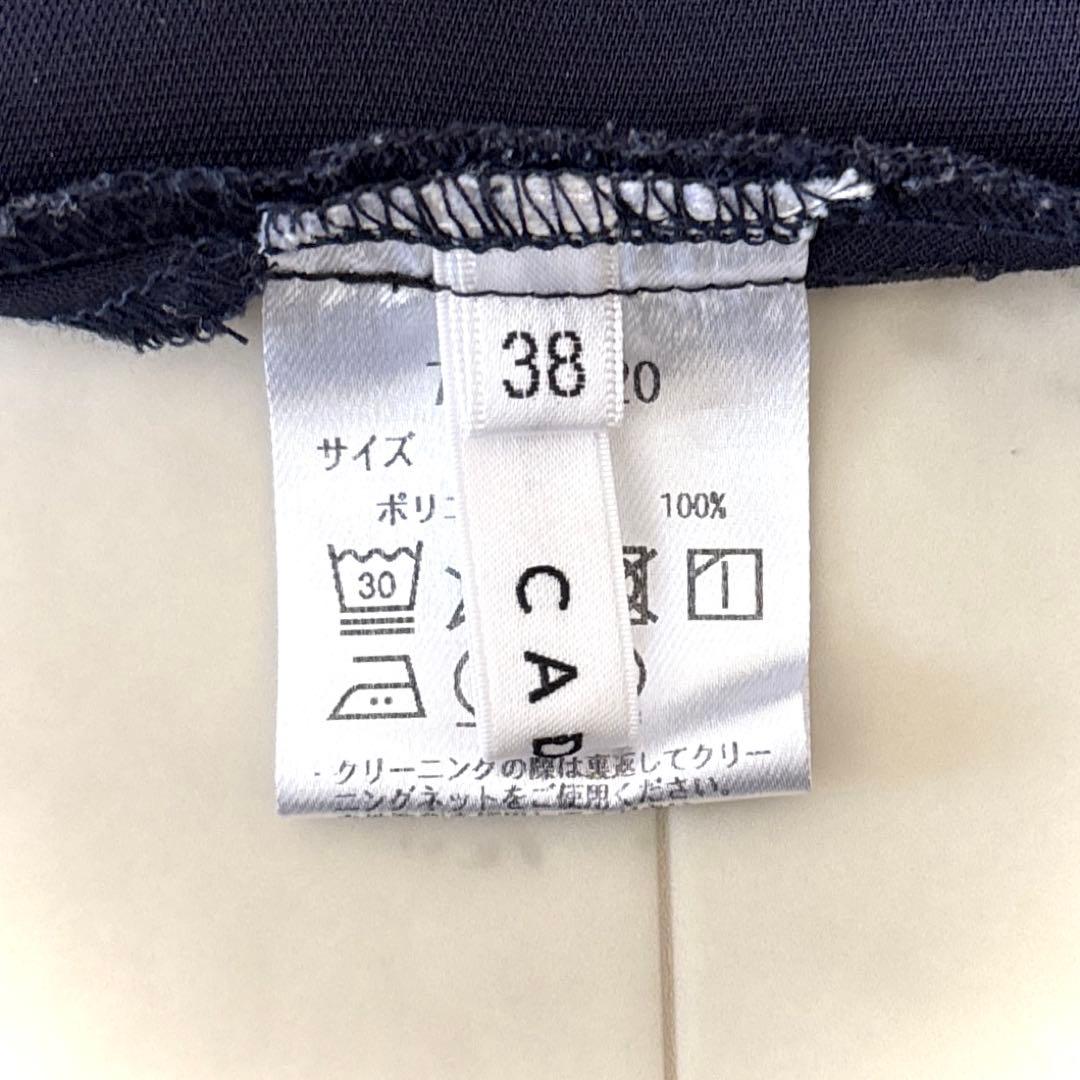 38
20
サイズ
ポリ
100%
30
CAD
・クリーニングの際は裏返してクリー
ニングネットをご使用ください。